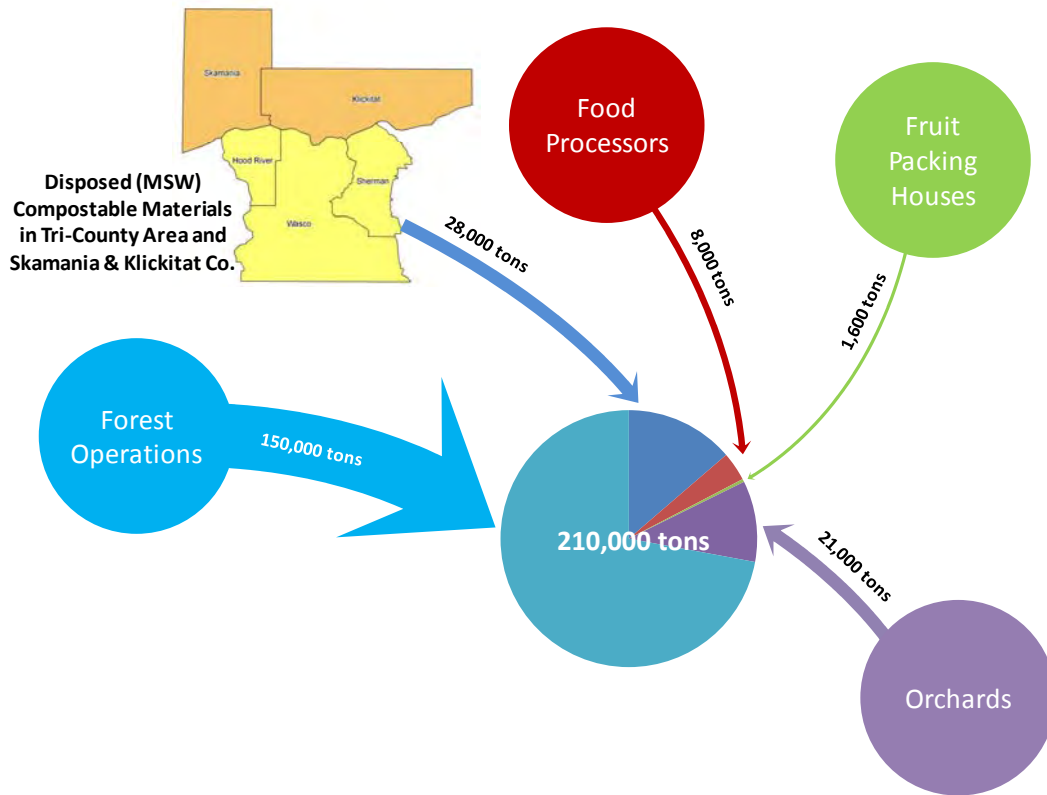 Skamania
Klickitat
Hood River
Sherman
Wasco
Disposed (MSW)
Compostable Materials
in Tri-County Area and
Skamania & Klickitat Co.
28,000 tons
Food
Processors
8,000 tons
Fruit
Packing
Houses
1,600 tons
Forest
Operations
150,000 tons
210,000 tons
21,000 tons
Orchards